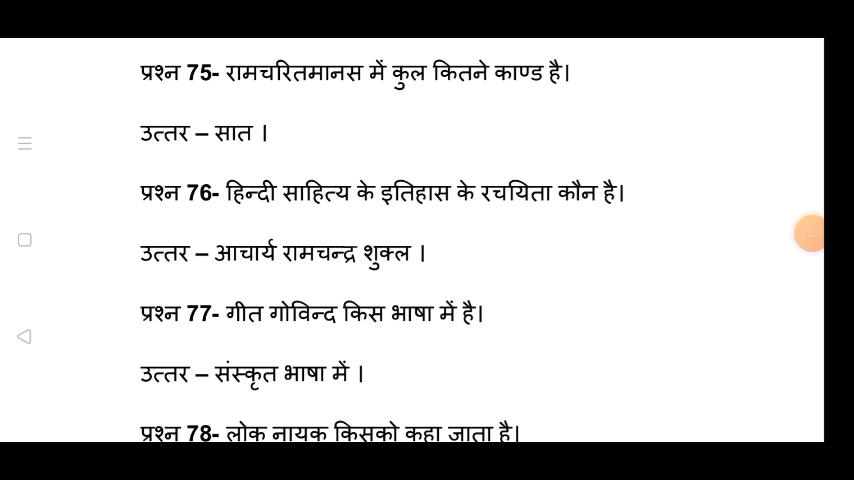 प्रश्न 75- रामचरितमानस में कुल कितने काण्ड है।
उत्तर – सात ।
प्रश्न 76- हिन्दी साहित्य के इतिहास के रचयिता कौन है।
उत्तर – आचार्य रामचन्द्र शुक्ल ।
प्रश्न 77- गीत गोविन्द किस भाषा में है।
उत्तर – संस्कृत भाषा में ।
प्रश्न 78- लोक नायक किसको कहा जाता है।